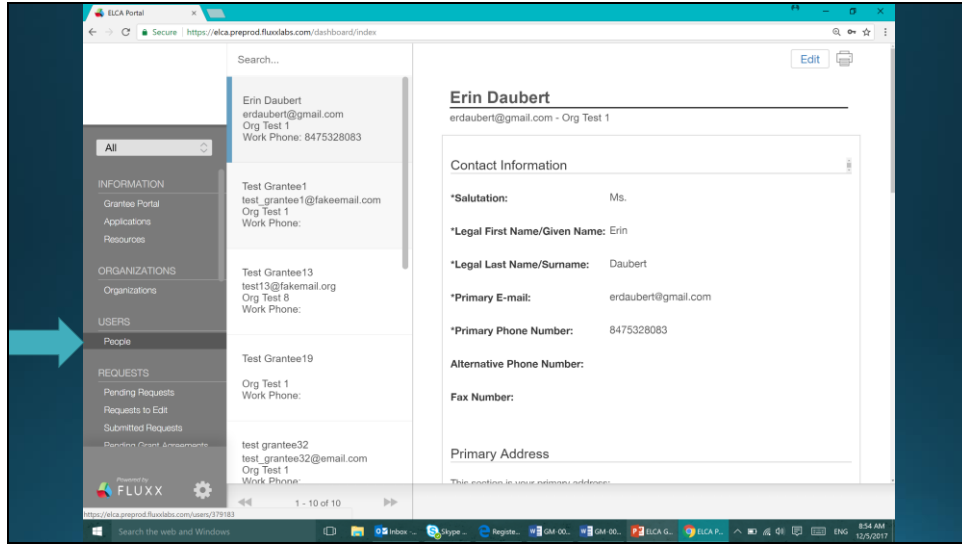 ELCA Portal
Secure | https://elca.preprod.fluxxlabs.com/dashboard/index
All
INFORMATION
Grantee Portal
Applications
Resources
ORGANIZATIONS
Organizations
USERS
People
REQUESTS
Pending Requests
Requests to Edit
Submitted Requests
Pending Grant Agreements
Powered by
FLUXX
Search...
Erin Daubert
erdaubert@gmail.com
Org Test 1
Work Phone: 8475328083
Test Grantee1
test_grantee1@fakeemail.com
Org Test 1
Work Phone:
Test Grantee13
test13@fakemail.org
Org Test 8
Work Phone:
Test Grantee19
Org Test 1
Work Phone:
test grantee32
test_grantee32@email.com
Org Test 1
Work Phone:
1 - 10 of 10
Edit
Erin Daubert
erdaubert@gmail.com - Org Test 1
Contact Information
*Salutation: Ms.
*Legal First Name/Given Name: Erin
*Legal Last Name/Surname: Daubert
*Primary E-mail: erdaubert@gmail.com
*Primary Phone Number: 8475328083
Alternative Phone Number:
Fax Number:
Primary Address
This section is your primary address:
https://elca.preprod.fluxxlabs.com/users/379183
Search the web and Windows
Inbox -...
Skype -...
Registe...
GM-00...
GM-00...
ELCA G...
ELCA P...
ENG
8:54 AM
12/5/2017